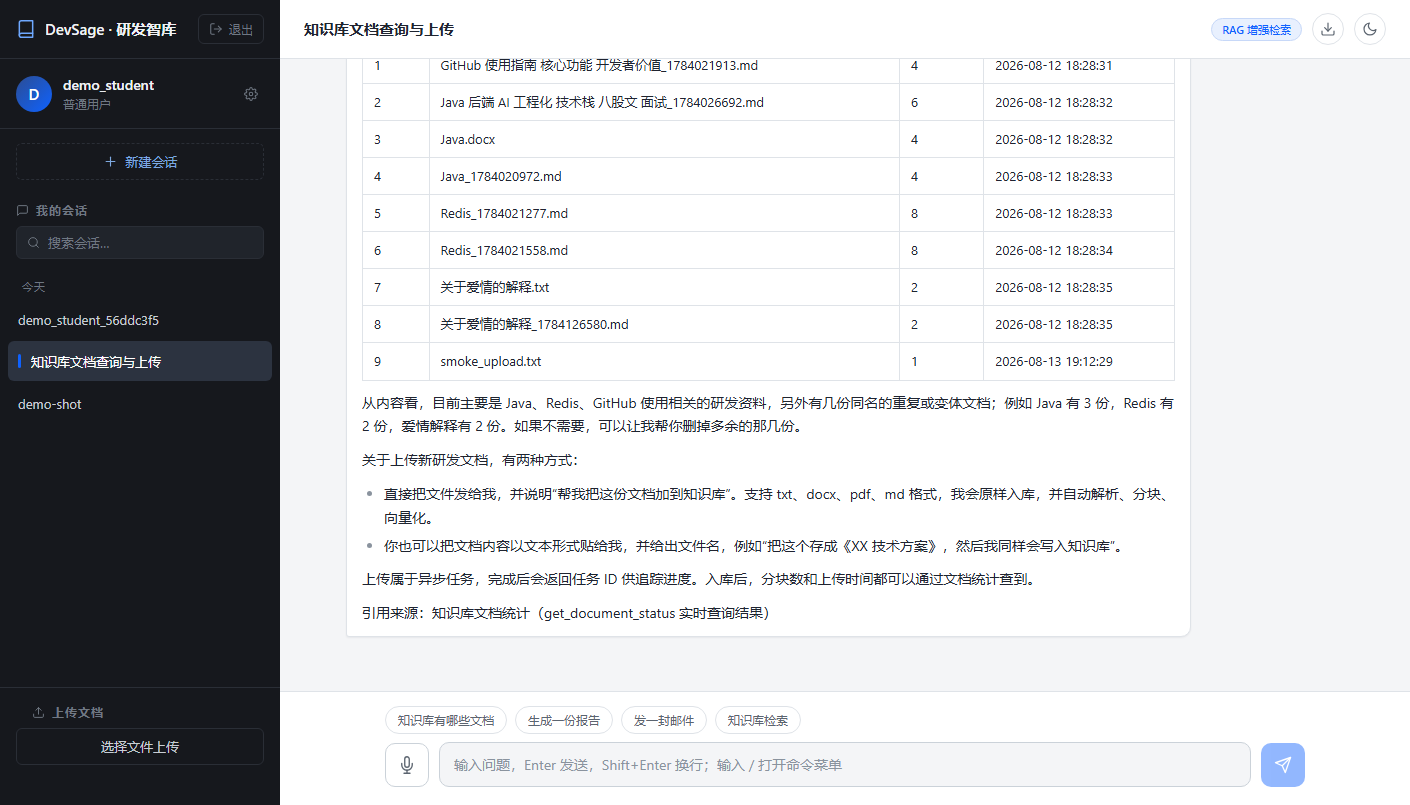 DevSage · 研发智库
退出
D
demo_student
普通用户
新建会话
我的会话
搜索会话...
今天
demo_student_56ddc3f5
知识库文档查询与上传
demo-shot
上传文档
选择文件上传
知识库文档查询与上传
RAG 增强检索
1 GitHub 使用指南 核心功能 开发者价值_1784021913.md 4 2026-08-12 18:28:31
2 Java 后端 AI 工程化 技术栈 八股文 面试_1784026692.md 6 2026-08-12 18:28:32
3 Java.docx 4 2026-08-12 18:28:32
4 Java_1784020972.md 4 2026-08-12 18:28:33
5 Redis_1784021277.md 8 2026-08-12 18:28:33
6 Redis_1784021558.md 8 2026-08-12 18:28:34
7 关于爱情的解释.txt 2 2026-08-12 18:28:35
8 关于爱情的解释_1784126580.md 2 2026-08-12 18:28:35
9 smoke_upload.txt 1 2026-08-13 19:12:29
从内容看，目前主要是 Java、Redis、GitHub 使用相关的研发资料，另外有几份同名的重复或变体文档；例如 Java 有 3 份，Redis 有
2 份，爱情解释有 2 份。如果不需要，可以让我帮你删掉多余的那几份。
关于上传新研发文档，有两种方式：
• 直接把文件发给我，并说明“帮我把这份文档加到知识库”。支持 txt、docx、pdf、md 格式，我会原样入库，并自动解析、分块、
向量化。
• 你也可以把文档内容以文本形式贴给我，并给出文件名，例如“把这个存成《XX 技术方案》，然后我同样会写入知识库”。
上传属于异步任务，完成后会返回任务 ID 供追踪进度。入库后，分块数和上传时间都可以通过文档统计查到。
引用来源：知识库文档统计（get_document_status 实时查询结果）
知识库有哪些文档 生成一份报告 发一封邮件 知识库检索
输入问题，Enter 发送，Shift+Enter 换行；输入 / 打开命令菜单